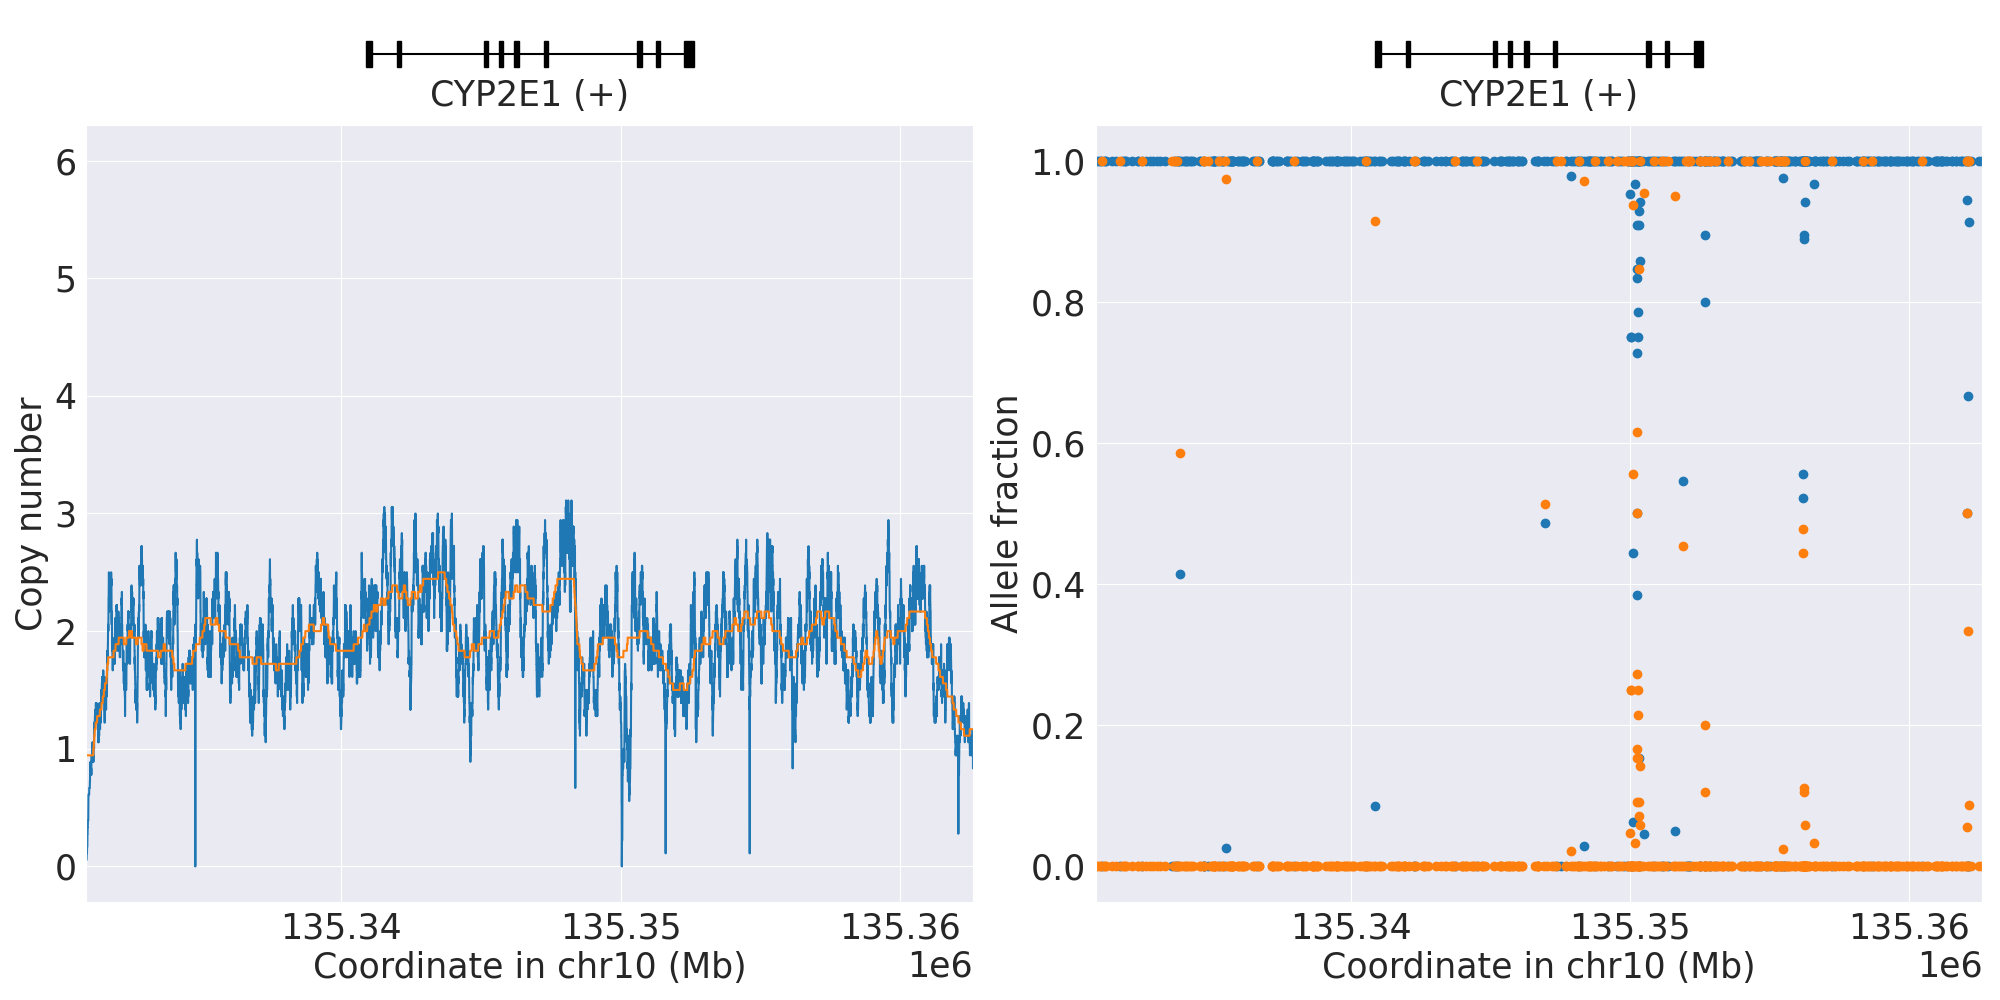 CYP2E1 (+)
Copy number
6
5
4
3
2
1
0
135.34 135.35 135.36
Coordinate in chr10 (Mb)
1e6
CYP2E1 (+)
Allele fraction
1.0
0.8
0.6
0.4
0.2
0.0
135.34 135.35 135.36
Coordinate in chr10 (Mb)
1e6